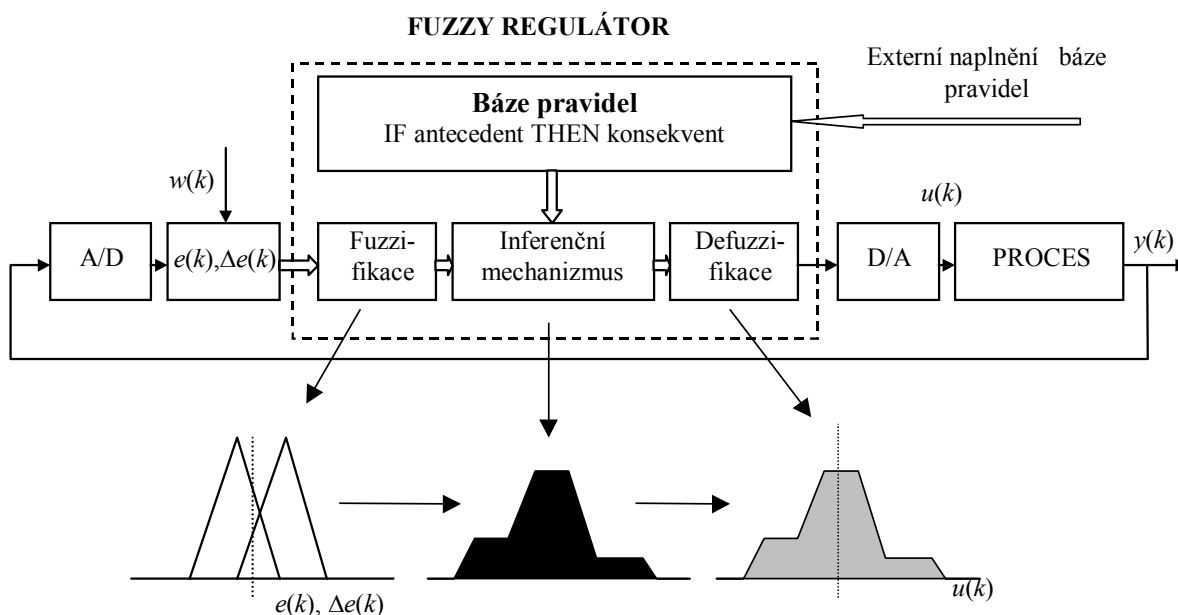 FUZZY REGULÁTOR
Externí naplnění báze
pravidel
Báze pravidel
IF antecedent THEN konsekvent
w(k)
u(k)
A/D
e(k),Δe(k)
Fuzzi-
fikace
Inferenční
mechanizmus
Defuzzi-
fikace
D/A
PROCES
y(k)
e(k), Δe(k)
u(k)